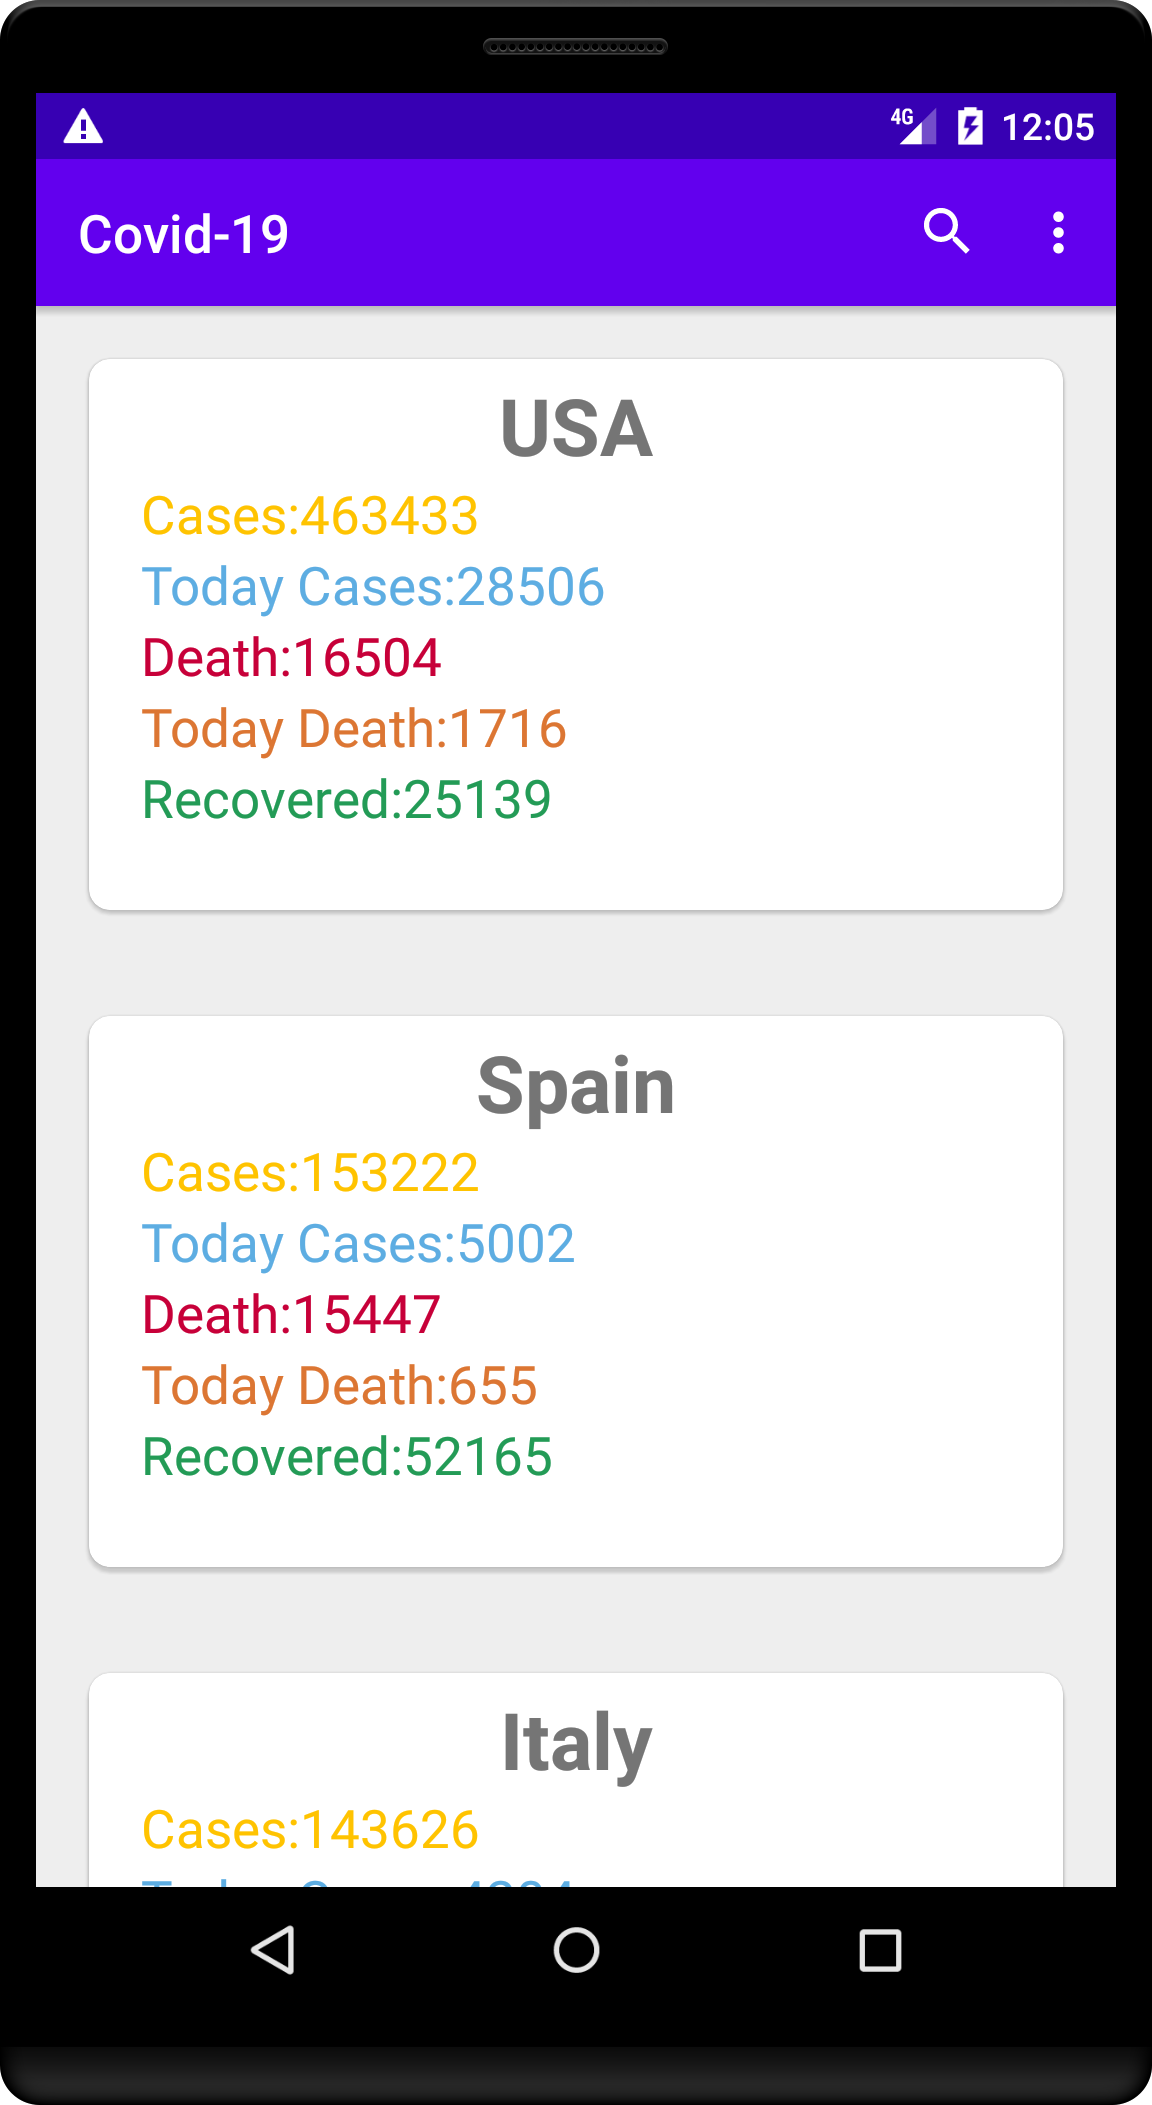 4G 12:05
Covid-19
USA
Cases:463433
Today Cases:28506
Death:16504
Today Death:1716
Recovered:25139
Spain
Cases:153222
Today Cases:5002
Death:15447
Today Death:655
Recovered:52165
Italy
Cases:143626